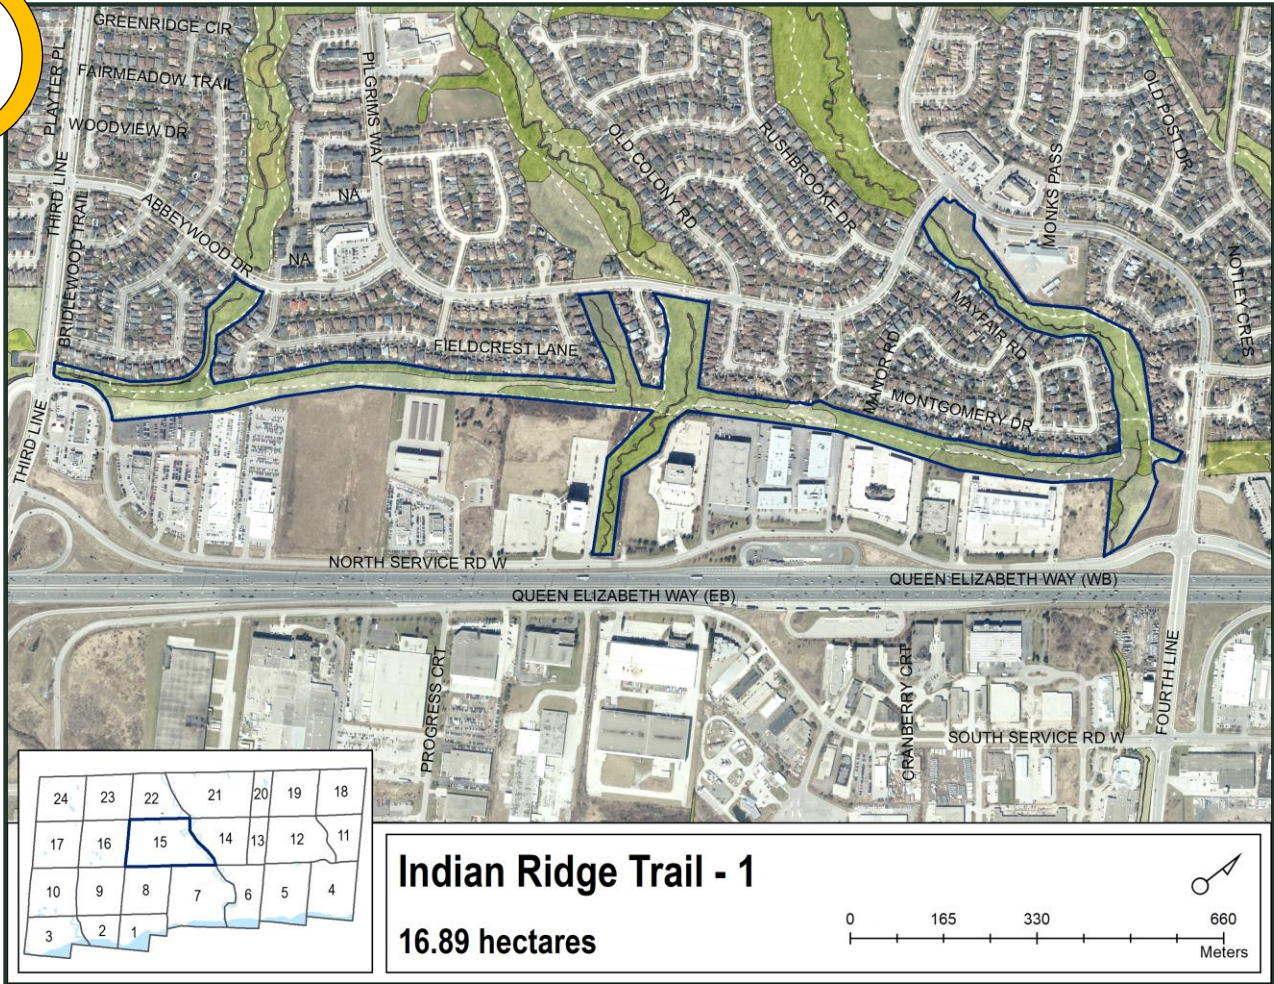 GREENRIDGE CIR
PLAYTER PL
FAIRMEADOW TRAIL
WOODVIEW DR
PILGRIMS WAY
OLD COLONY RD
RUSHBROOKE DR
MONKS PASS
OLD POST DR
THIRD LINE
BRIDLEWOOD TRAIL
ABBEYWOOD DR
NA
NA
NOTLEY CRES
FIELDCREST LANE
MAYFAIR RD
MANOR RD
MONTGOMERY DR
THIRD LINE
NORTH SERVICE RD W
QUEEN ELIZABETH WAY (WB)
QUEEN ELIZABETH WAY (EB)
PROGRESS CRT
CRANBERRY CRT
SOUTH SERVICE RD W
FOURTH LINE
24 23 22 21 20 19 18
17 16 15 14 13 12 11
10 9 8 7 6 5 4
3 2 1
Indian Ridge Trail - 1
16.89 hectares
0 165 330 660
Meters